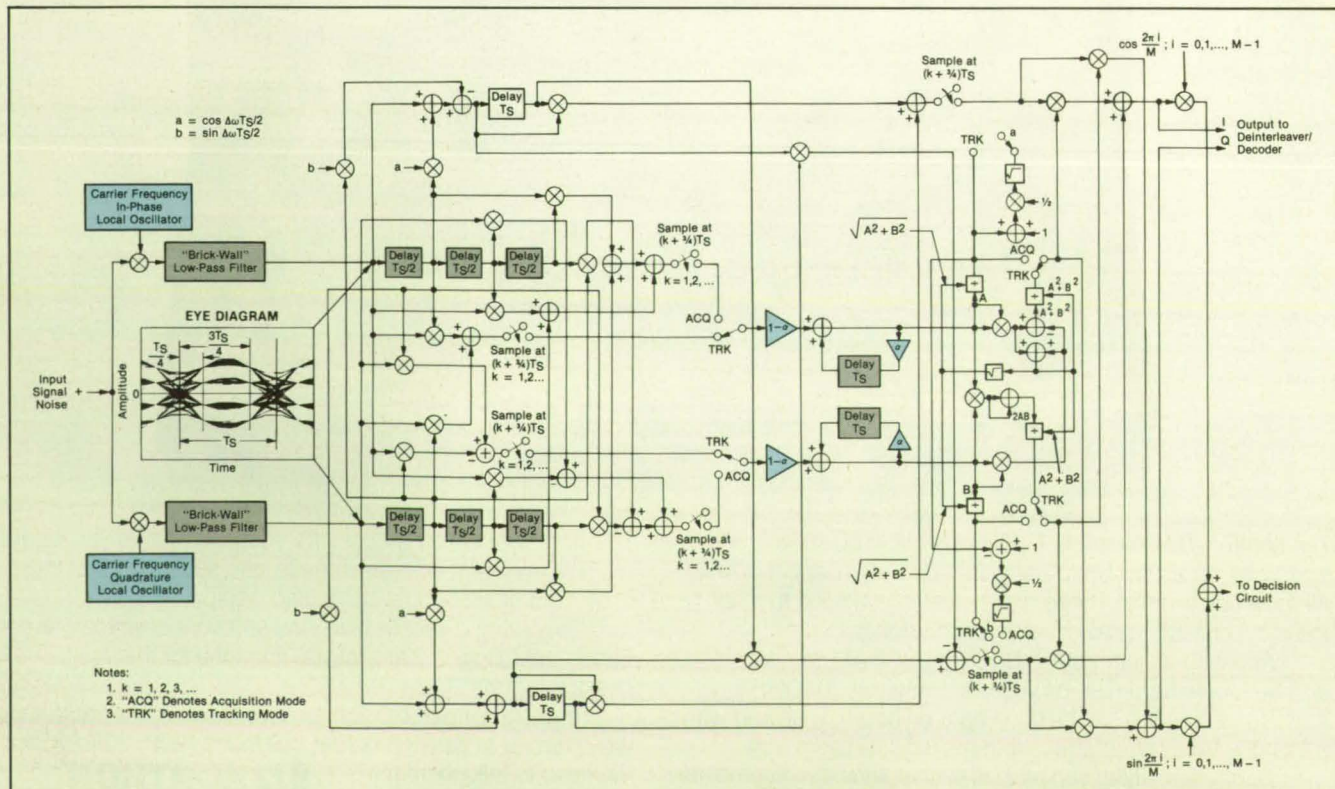 a = cos ΔωTS/2
b = sin ΔωTS/2
Carrier Frequency
In-Phase
Local Oscillator
"Brick-Wall"
Low-Pass Filter
EYE DIAGRAM
TS
4
3TS
4
Amplitude
0
TS
Time
Input
Signal +
Noise
"Brick-Wall"
Low-Pass Filter
Carrier Frequency
Quadrature
Local Oscillator
Notes:
1. k = 1, 2, 3, ...
2. "ACQ" Denotes Acquisition Mode
3. "TRK" Denotes Tracking Mode
b
a
Delay
TS
Delay
TS/2
Delay
TS/2
Delay
TS/2
Sample at
(k + ¾)TS
k = 1,2, ...
Sample at
(k + ¾)TS
k = 1,2...
Sample at
(k + ¾)TS
k = 1,2, ...
Delay
TS/2
Delay
TS/2
Delay
TS/2
Sample at
(k + ¾)TS
k = 1,2...
b
a
Delay
TS
ACQ
TRK
1-α
Delay
TS
α
TRK
ACQ
1-α
Delay
TS
α
Sample at
(k + ¾)TS
TRK
a
√
½
1
ACQ
TRK
√A² + B²
A
÷
÷
A² + B²
A² + B²
√
2AB
÷
A² + B²
B
÷
TRK
ACQ
√A² + B²
1
½
√
TRK
b
ACQ
Sample at
(k + ¾)TS
cos 2πi/M ; i = 0,1,..., M – 1
I
Q
Output to
Deinterleaver/
Decoder
To Decision
Circuit
sin 2πi/M ; i = 0,1,..., M – 1